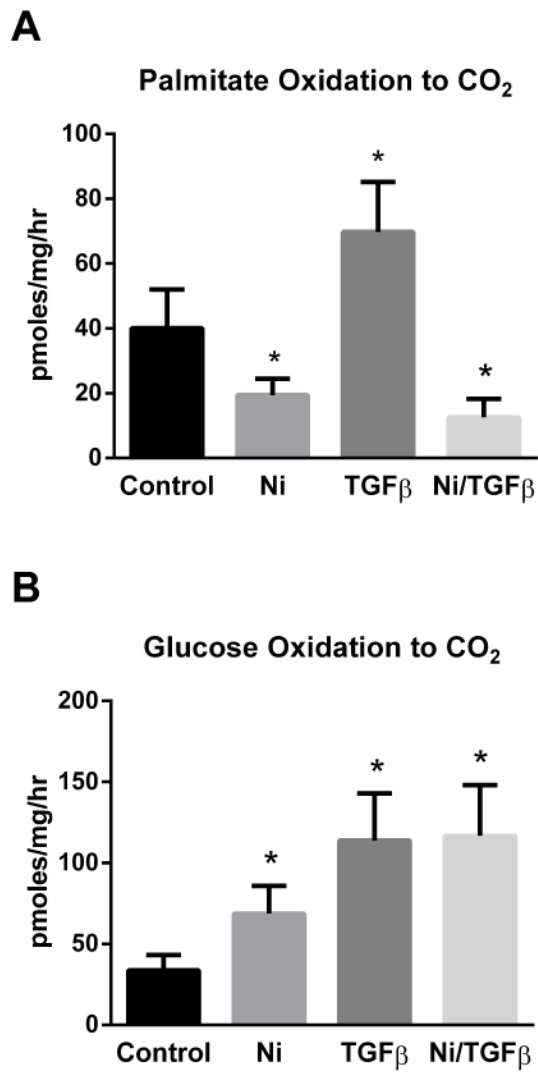 A
Palmitate Oxidation to CO₂
pmoles/mg/hr
100
80
60
40
20
0
*
*
*
Control Ni TGFβ Ni/TGFβ
B
Glucose Oxidation to CO₂
pmoles/mg/hr
200
150
100
50
0
*
*
*
Control Ni TGFβ Ni/TGFβ